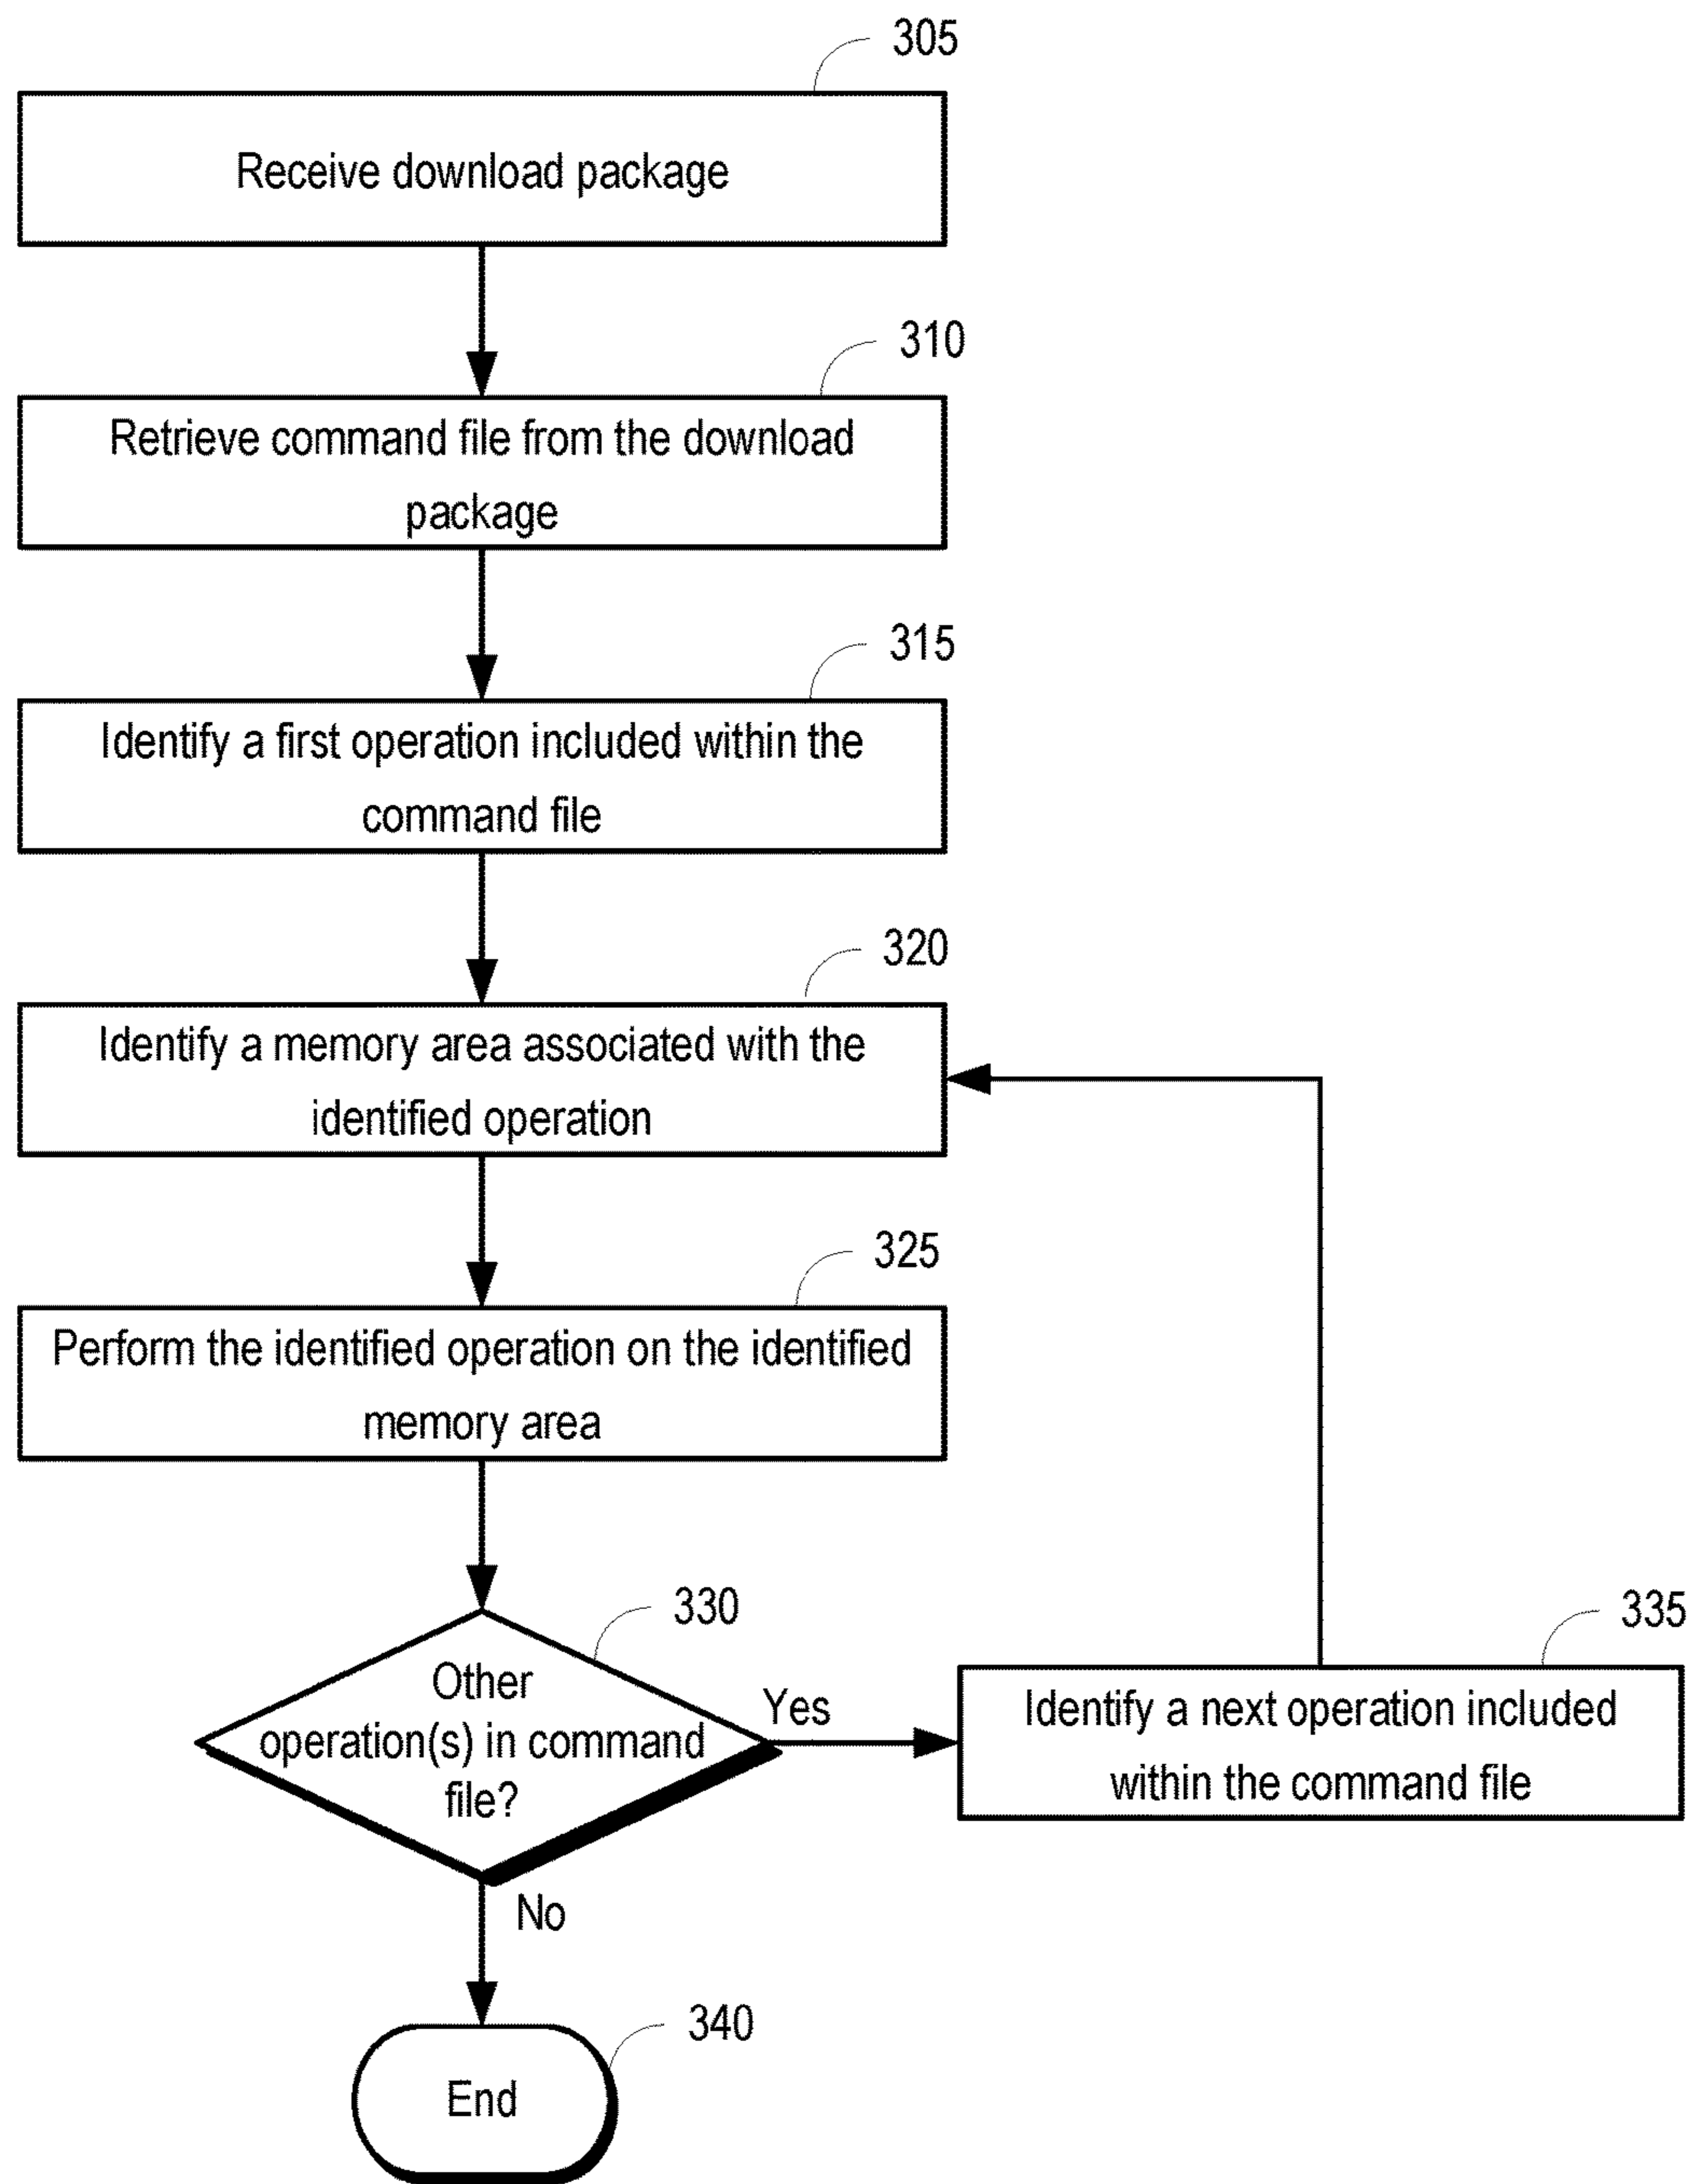 305
Receive download package
310
Retrieve command file from the download
package
315
Identify a first operation included within the
command file
320
Identify a memory area associated with the
identified operation
325
Perform the identified operation on the identified
memory area
330
Other
operation(s) in command
file?
Yes
335
Identify a next operation included
within the command file
No
340
End